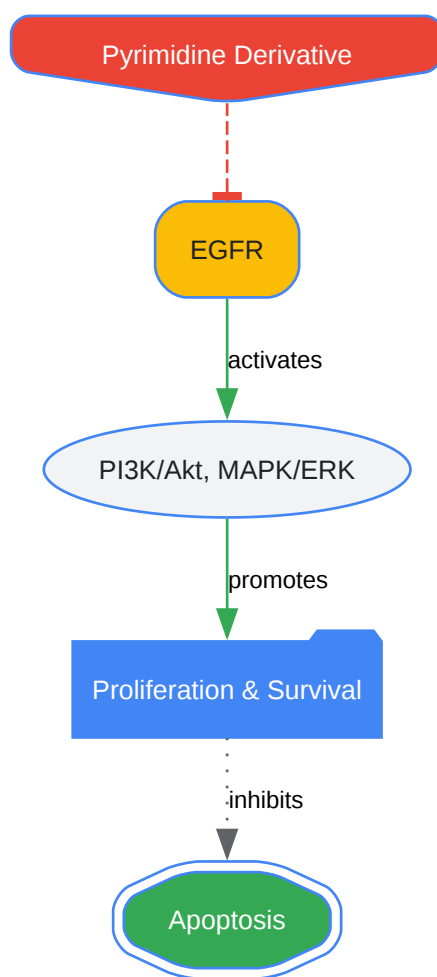 Pyrimidine Derivative
EGFR
activates
PI3K/Akt, MAPK/ERK
promotes
Proliferation & Survival
inhibits
Apoptosis